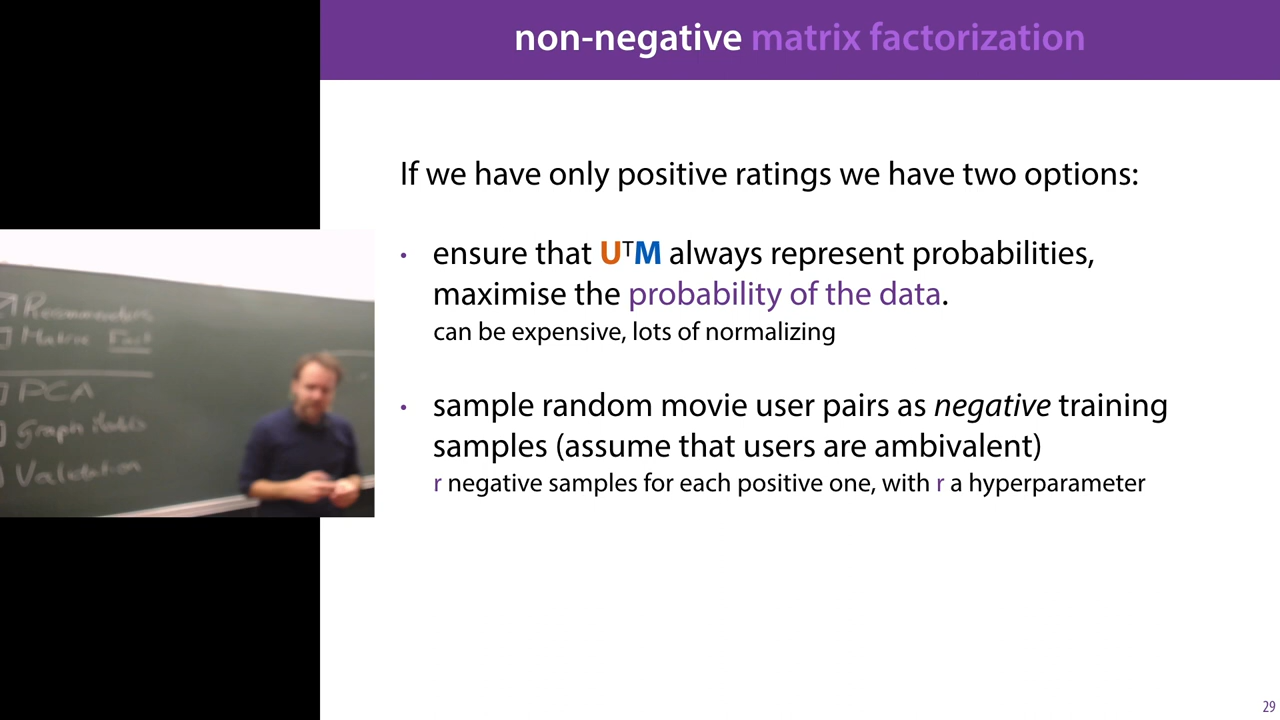 non-negative matrix factorization
If we have only positive ratings we have two options:
• ensure that UᵀM always represent probabilities,
maximise the probability of the data.
can be expensive, lots of normalizing
• sample random movie user pairs as negative training
samples (assume that users are ambivalent)
r negative samples for each positive one, with r a hyperparameter
Recommenders
Matrix Fact
PCA
Graph
Validation
29